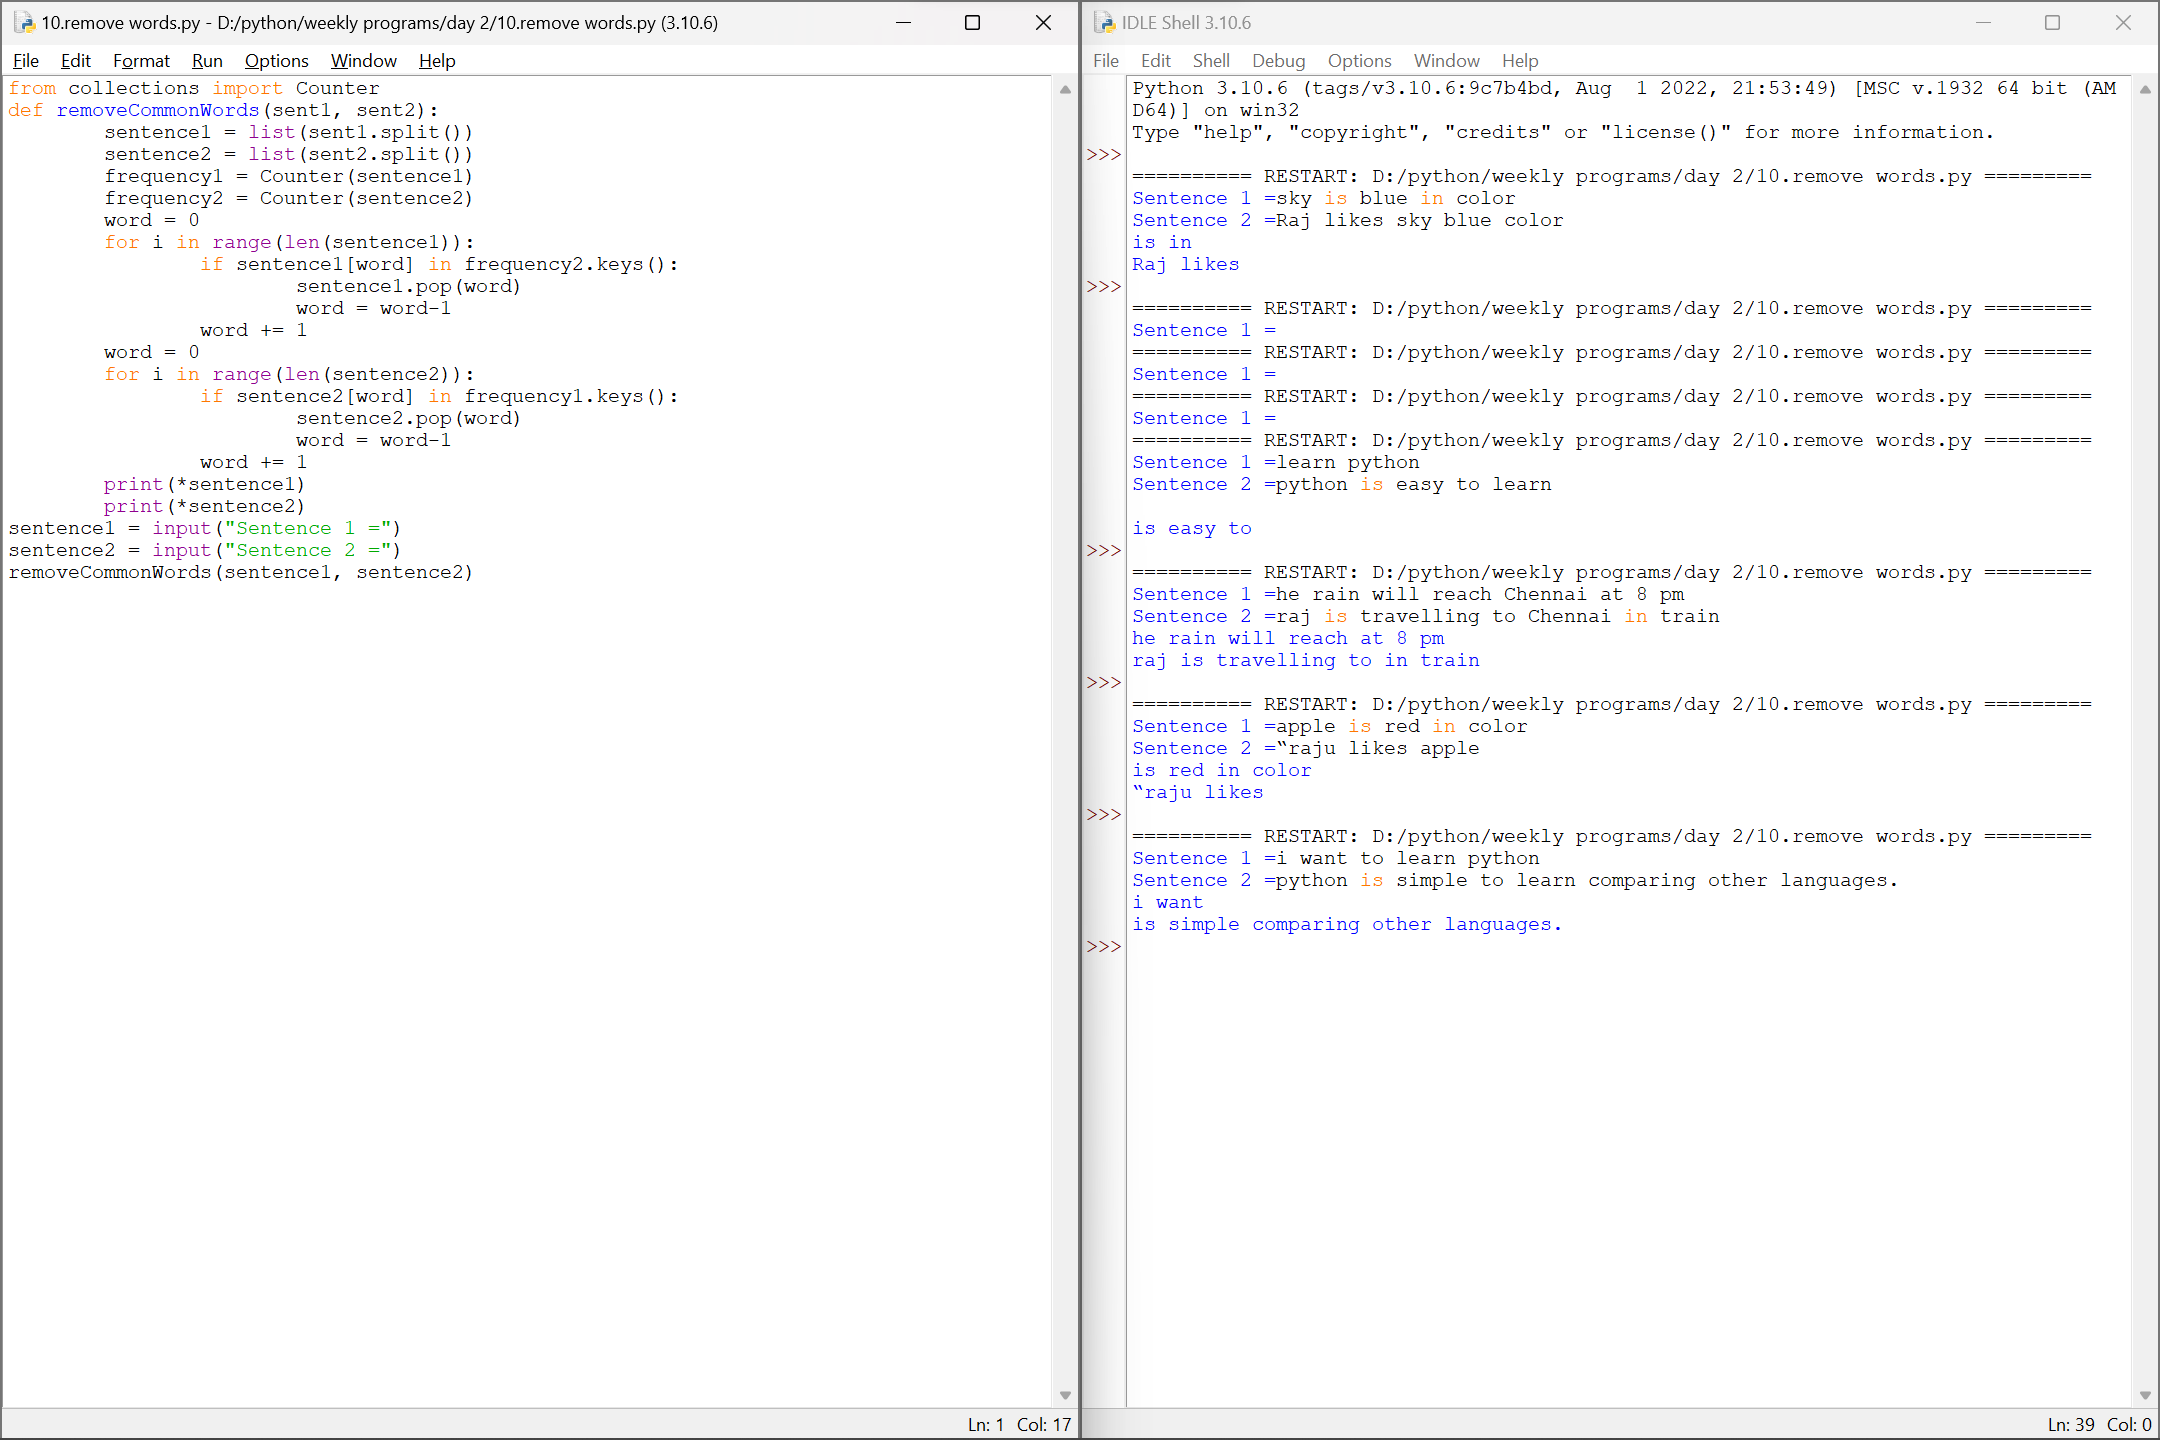 10.remove words.py - D:/python/weekly programs/day 2/10.remove words.py (3.10.6)
File Edit Format Run Options Window Help
from collections import Counter
def removeCommonWords(sent1, sent2):
        sentence1 = list(sent1.split())
        sentence2 = list(sent2.split())
        frequency1 = Counter(sentence1)
        frequency2 = Counter(sentence2)
        word = 0
        for i in range(len(sentence1)):
                if sentence1[word] in frequency2.keys():
                        sentence1.pop(word)
                        word = word-1
                word += 1
        word = 0
        for i in range(len(sentence2)):
                if sentence2[word] in frequency1.keys():
                        sentence2.pop(word)
                        word = word-1
                word += 1
        print(*sentence1)
        print(*sentence2)
sentence1 = input("Sentence 1 =")
sentence2 = input("Sentence 2 =")
removeCommonWords(sentence1, sentence2)
Ln: 1 Col: 17
IDLE Shell 3.10.6
File Edit Shell Debug Options Window Help
Python 3.10.6 (tags/v3.10.6:9c7b4bd, Aug  1 2022, 21:53:49) [MSC v.1932 64 bit (AM
D64)] on win32
Type "help", "copyright", "credits" or "license()" for more information.
>>>
========== RESTART: D:/python/weekly programs/day 2/10.remove words.py =========
Sentence 1 =sky is blue in color
Sentence 2 =Raj likes sky blue color
is in
Raj likes
>>>
========== RESTART: D:/python/weekly programs/day 2/10.remove words.py =========
Sentence 1 =
========== RESTART: D:/python/weekly programs/day 2/10.remove words.py =========
Sentence 1 =
========== RESTART: D:/python/weekly programs/day 2/10.remove words.py =========
Sentence 1 =
========== RESTART: D:/python/weekly programs/day 2/10.remove words.py =========
Sentence 1 =learn python
Sentence 2 =python is easy to learn

is easy to
>>>
========== RESTART: D:/python/weekly programs/day 2/10.remove words.py =========
Sentence 1 =he rain will reach Chennai at 8 pm
Sentence 2 =raj is travelling to Chennai in train
he rain will reach at 8 pm
raj is travelling to in train
>>>
========== RESTART: D:/python/weekly programs/day 2/10.remove words.py =========
Sentence 1 =apple is red in color
Sentence 2 =‟raju likes apple
is red in color
‟raju likes
>>>
========== RESTART: D:/python/weekly programs/day 2/10.remove words.py =========
Sentence 1 =i want to learn python
Sentence 2 =python is simple to learn comparing other languages.
i want
is simple comparing other languages.
>>>
Ln: 39 Col: 0